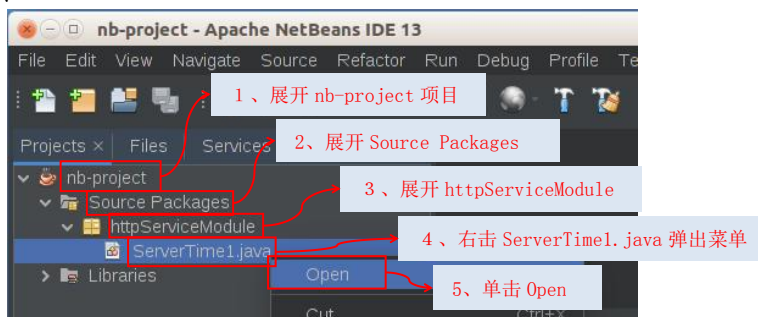 nb-project - Apache NetBeans IDE 13
File Edit View Navigate Source Refactor Run Debug Profile Te
1、展开 nb-project 项目
Projects × Files Services
2、展开 Source Packages
nb-project
3、展开 httpServiceModule
Source Packages
httpServiceModule
4、右击 ServerTime1.java 弹出菜单
ServerTime1.java
Libraries
Open
5、单击 Open
Cut Ctrl+X